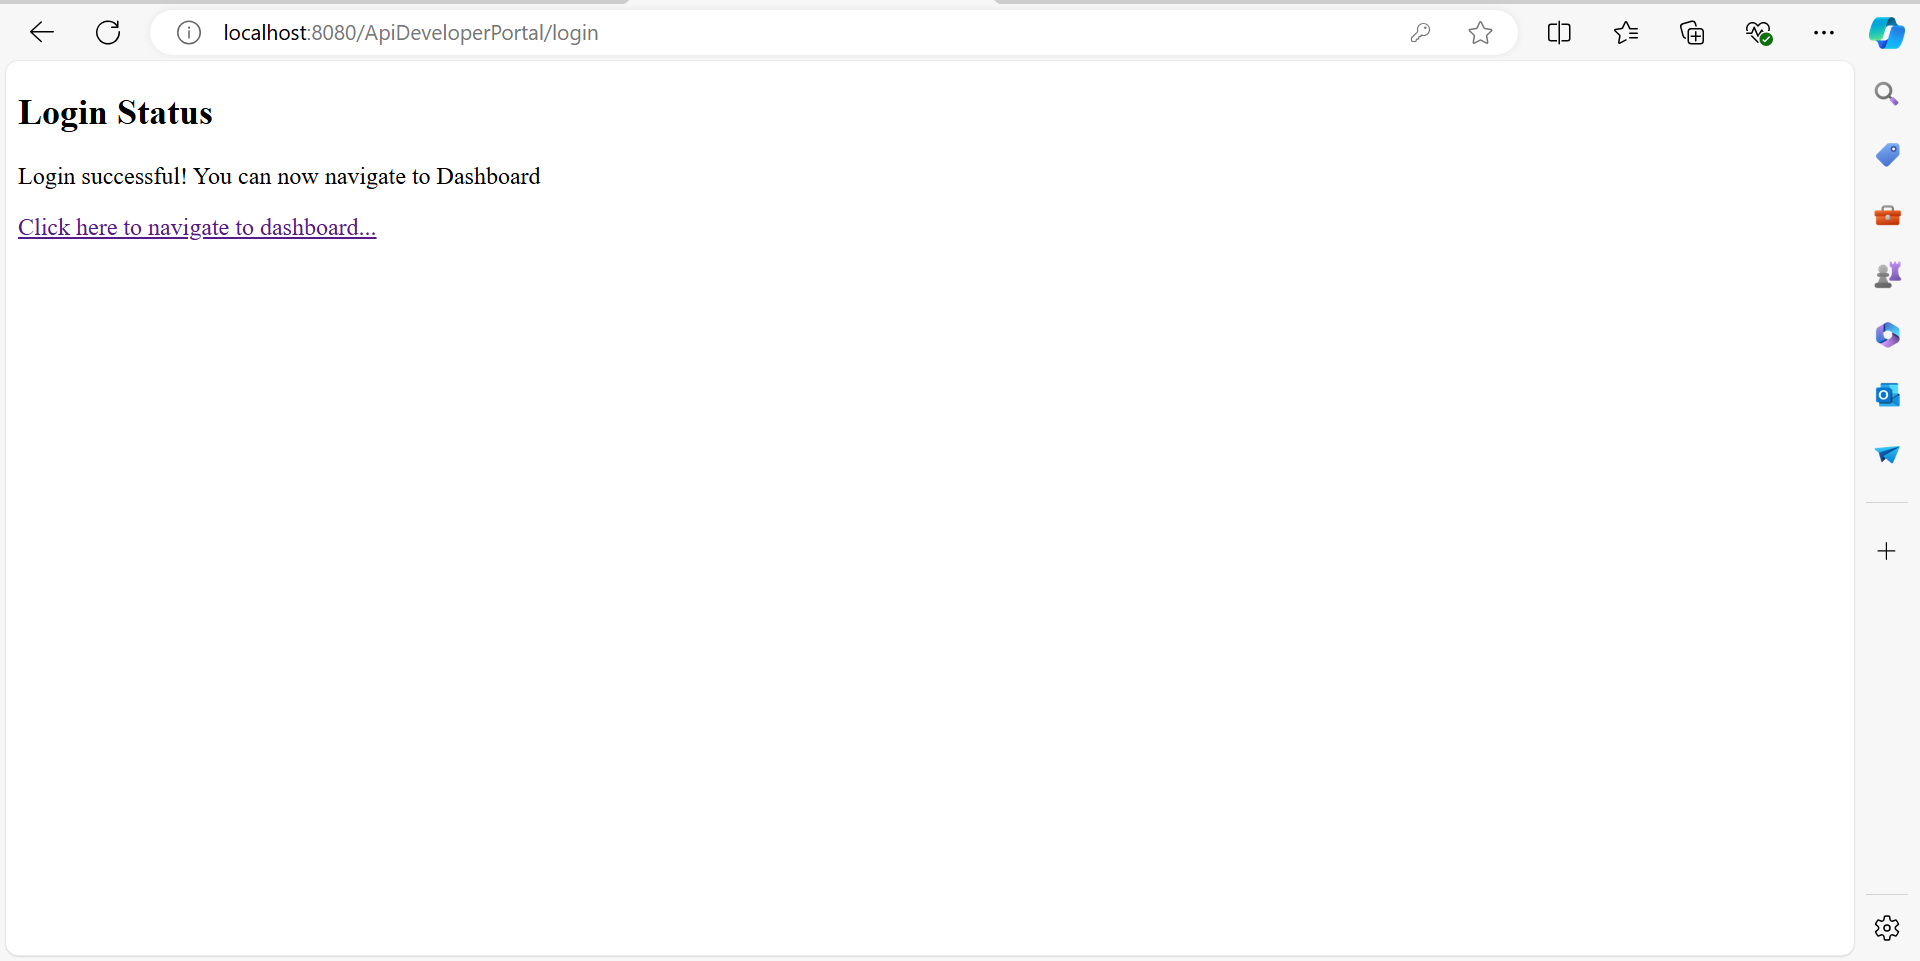 localhost:8080/ApiDeveloperPortal/login
Login Status
Login successful! You can now navigate to Dashboard
Click here to navigate to dashboard...